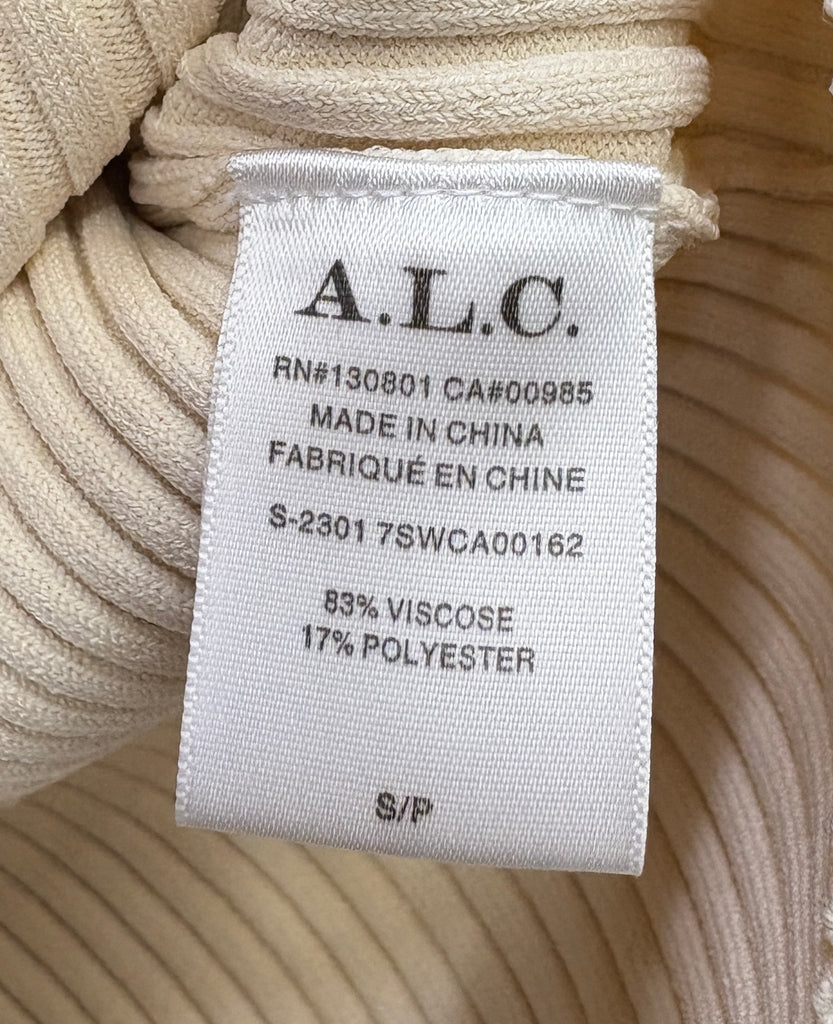 A.L.C.
RN#130801 CA#00985
MADE IN CHINA
FABRIQUÉ EN CHINE
S-2301 7SWCA00162
83% VISCOSE
17% POLYESTER
S/P